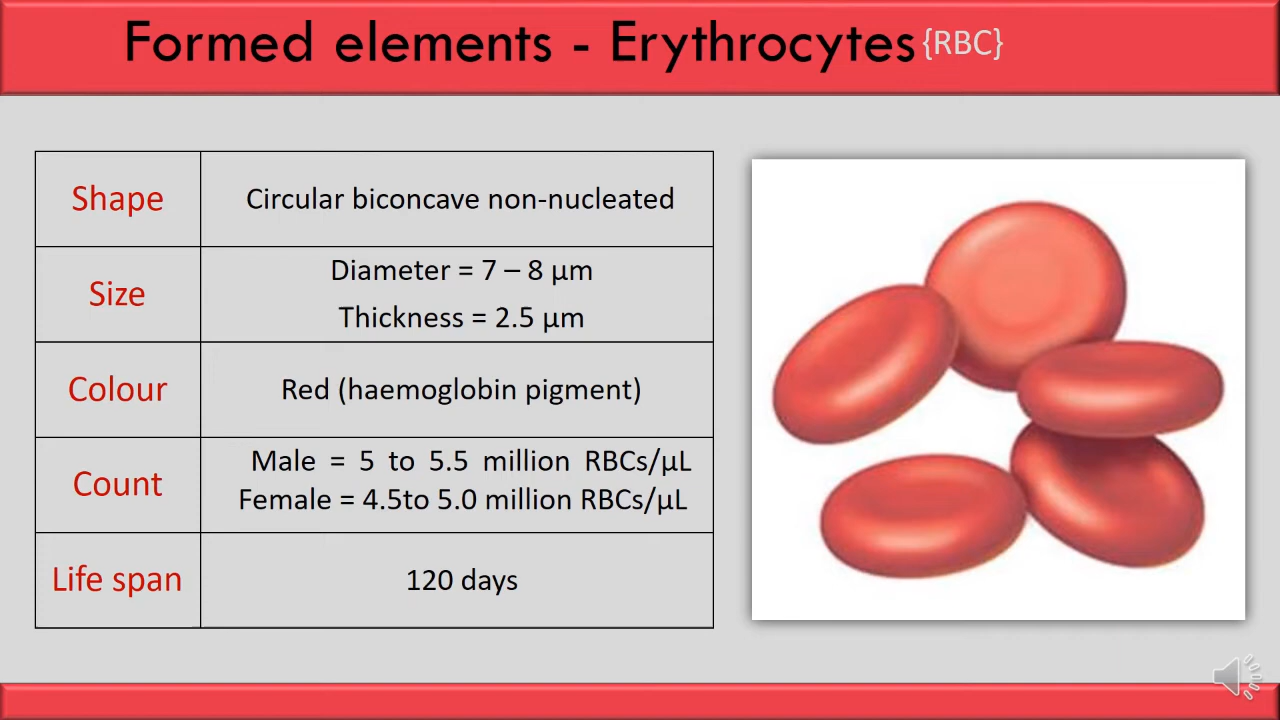 Formed elements - Erythrocytes {RBC}
Shape
Circular biconcave non-nucleated
Size
Diameter = 7 – 8 µm
Thickness = 2.5 µm
Colour
Red (haemoglobin pigment)
Count
Male = 5 to 5.5 million RBCs/µL
Female = 4.5to 5.0 million RBCs/µL
Life span
120 days